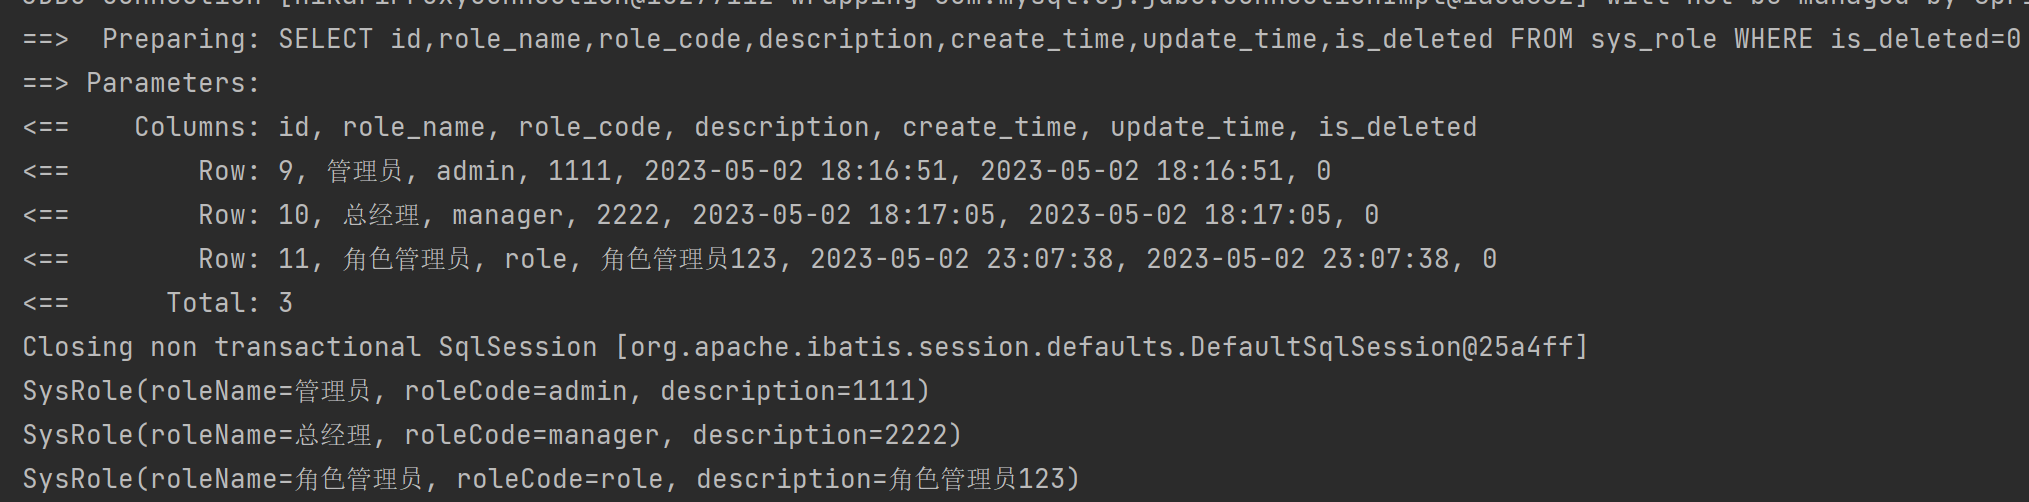 ==>  Preparing: SELECT id,role_name,role_code,description,create_time,update_time,is_deleted FROM sys_role WHERE is_deleted=0
==> Parameters:
<==    Columns: id, role_name, role_code, description, create_time, update_time, is_deleted
<==        Row: 9, 管理员, admin, 1111, 2023-05-02 18:16:51, 2023-05-02 18:16:51, 0
<==        Row: 10, 总经理, manager, 2222, 2023-05-02 18:17:05, 2023-05-02 18:17:05, 0
<==        Row: 11, 角色管理员, role, 角色管理员123, 2023-05-02 23:07:38, 2023-05-02 23:07:38, 0
<==      Total: 3
Closing non transactional SqlSession [org.apache.ibatis.session.defaults.DefaultSqlSession@25a4ff]
SysRole(roleName=管理员, roleCode=admin, description=1111)
SysRole(roleName=总经理, roleCode=manager, description=2222)
SysRole(roleName=角色管理员, roleCode=role, description=角色管理员123)